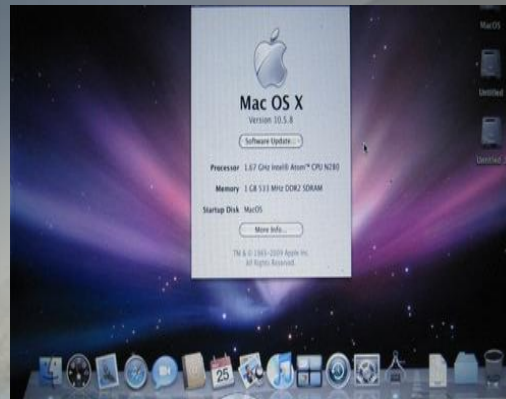 MacOS
Mac OS X
Version 10.5.8
Untitled
Software Update...
Untitled
Processor 1.67 GHz Intel® Atom™ CPU N280
Memory 1 GB 533 MHz DDR2 SDRAM
Startup Disk MacOS
More Info...
TM & © 1983–2009 Apple Inc.
All Rights Reserved.
25